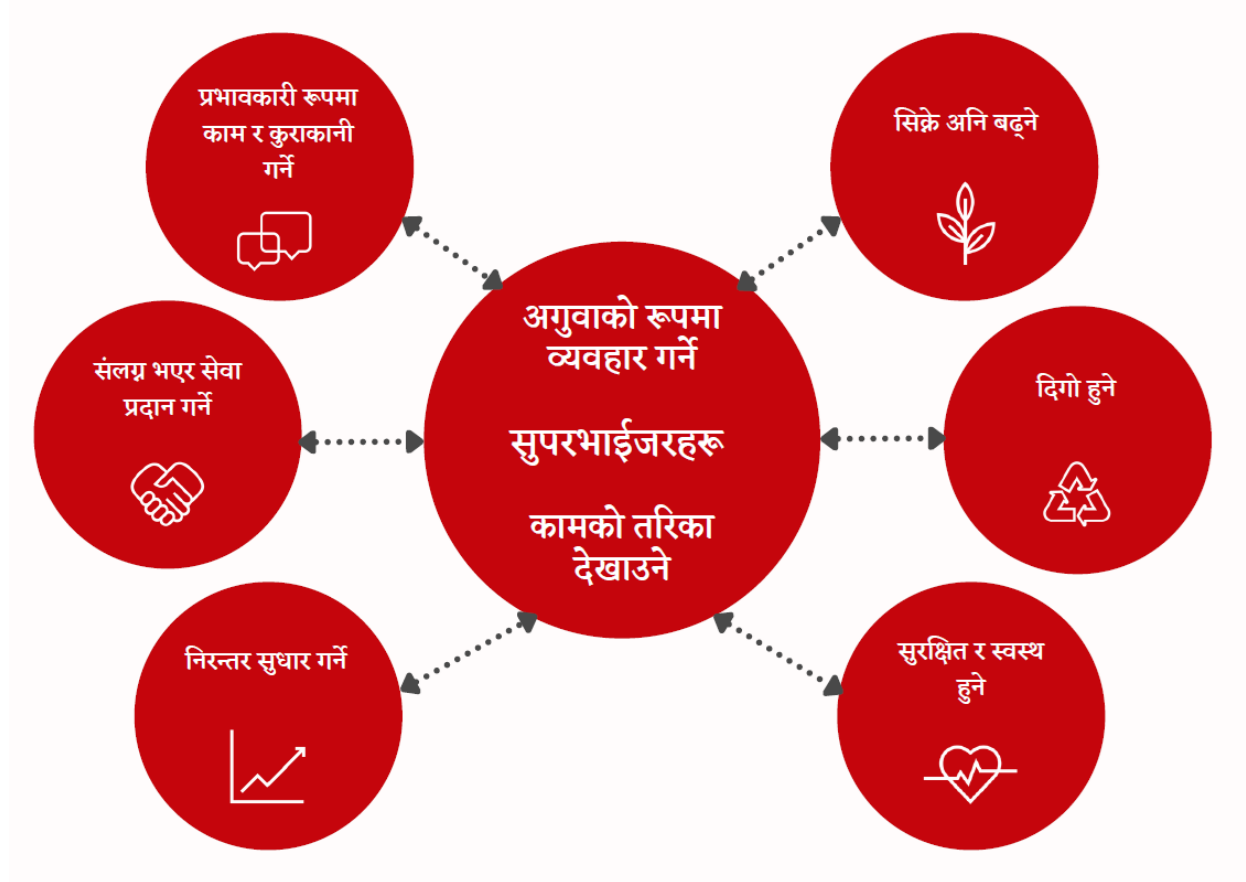 प्रभावकारी रूपमा
काम र कुराकानी
गर्ने
सिक्ने अनि बढ्ने
अगुवाको रूपमा
व्यवहार गर्ने
सुपरभाईजरहरू
कामको तरिका
देखाउने
संलग्न भएर सेवा
प्रदान गर्ने
दिगो हुने
निरन्तर सुधार गर्ने
सुरक्षित र स्वस्थ
हुने